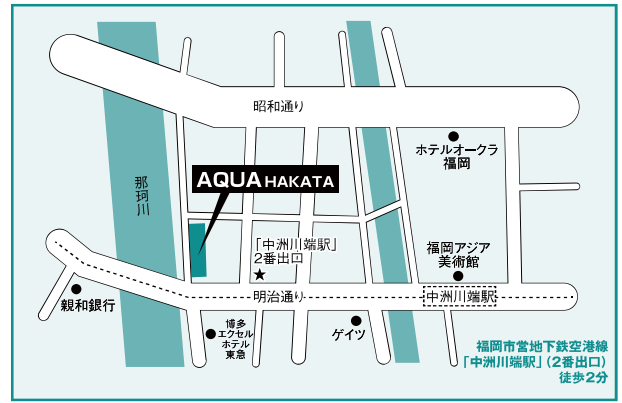 昭和通り
ホテルオークラ
福岡
那珂川
AQUA HAKATA
「中洲川端駅」
2番出口
★
福岡アジア
美術館
親和銀行
明治通り
中洲川端駅
博多
エクセル
ホテル
東急
ゲイツ
福岡市営地下鉄空港線
「中洲川端駅」(2番出口)
徒歩2分